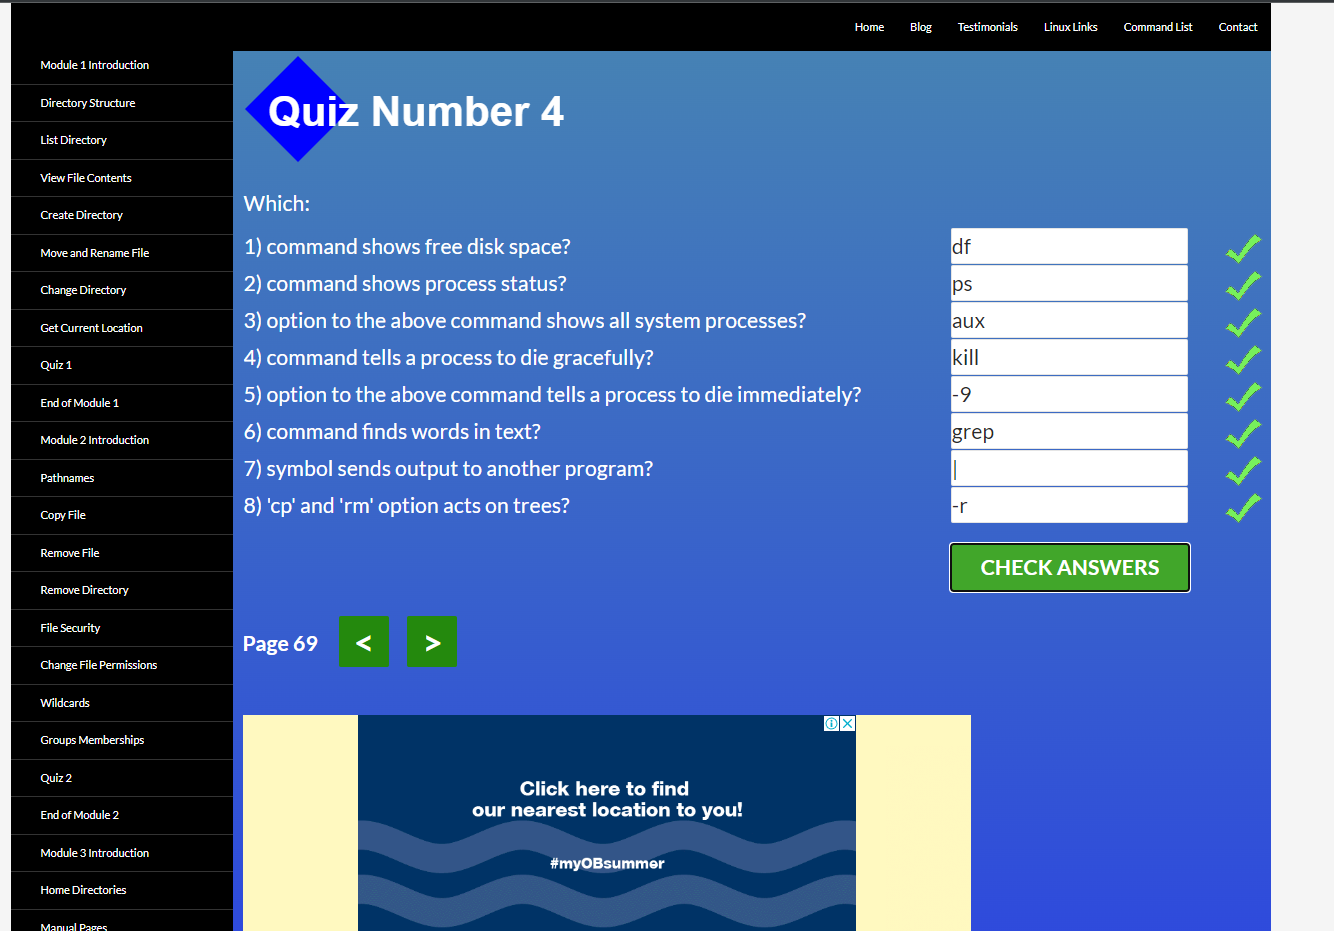 Home Blog Testimonials Linux Links Command List Contact
Module 1 Introduction
Directory Structure
List Directory
View File Contents
Create Directory
Move and Rename File
Change Directory
Get Current Location
Quiz 1
End of Module 1
Module 2 Introduction
Pathnames
Copy File
Remove File
Remove Directory
File Security
Change File Permissions
Wildcards
Groups Memberships
Quiz 2
End of Module 2
Module 3 Introduction
Home Directories
Manual Pages
Quiz Number 4
Which:
1) command shows free disk space? df
2) command shows process status? ps
3) option to the above command shows all system processes? aux
4) command tells a process to die gracefully? kill
5) option to the above command tells a process to die immediately? -9
6) command finds words in text? grep
7) symbol sends output to another program? |
8) 'cp' and 'rm' option acts on trees? -r
CHECK ANSWERS
Page 69 < >
Click here to find
our nearest location to you!
#myOBsummer